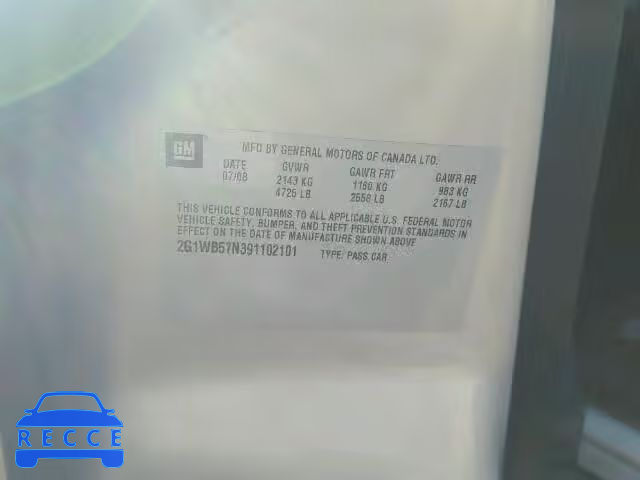 GM
MFD BY GENERAL MOTORS OF CANADA LTD.
DATE GVWR GAWR FRT GAWR RR
07/08 2143 KG 1160 KG 983 KG
4725 LB 2558 LB 2167 LB
THIS VEHICLE CONFORMS TO ALL APPLICABLE U.S. FEDERAL MOTOR
VEHICLE SAFETY, BUMPER, AND THEFT PREVENTION STANDARDS IN
EFFECT ON THE DATE OF MANUFACTURE SHOWN ABOVE.
2G1WB57N391102101 TYPE: PASS CAR
RECCE